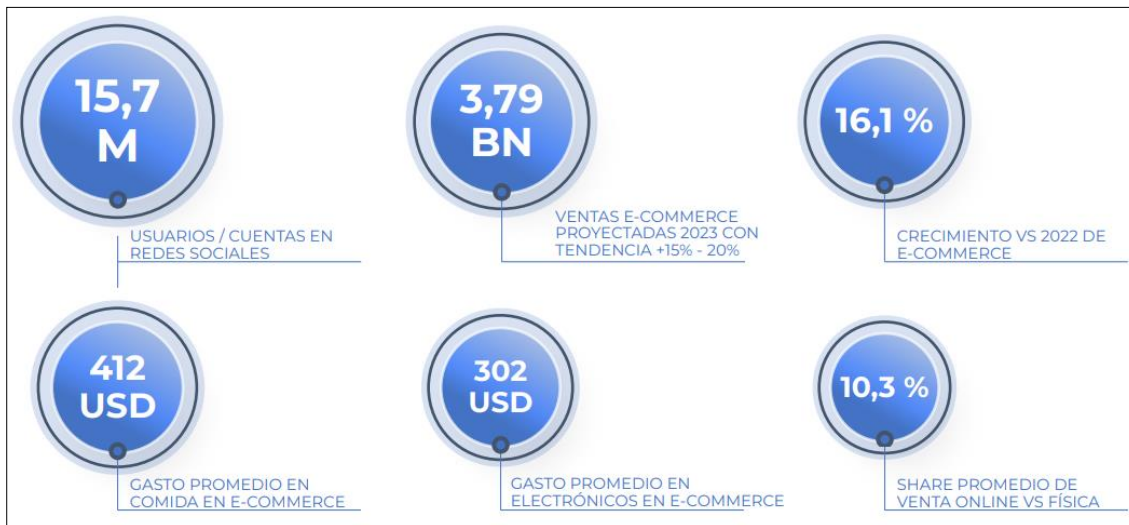 15,7
M
USUARIOS / CUENTAS EN
REDES SOCIALES
3,79
BN
VENTAS E-COMMERCE
PROYECTADAS 2023 CON
TENDENCIA +15% - 20%
16,1 %
CRECIMIENTO VS 2022 DE
E-COMMERCE
412
USD
GASTO PROMEDIO EN
COMIDA EN E-COMMERCE
302
USD
GASTO PROMEDIO EN
ELECTRÓNICOS EN E-COMMERCE
10,3 %
SHARE PROMEDIO DE
VENTA ONLINE VS FÍSICA